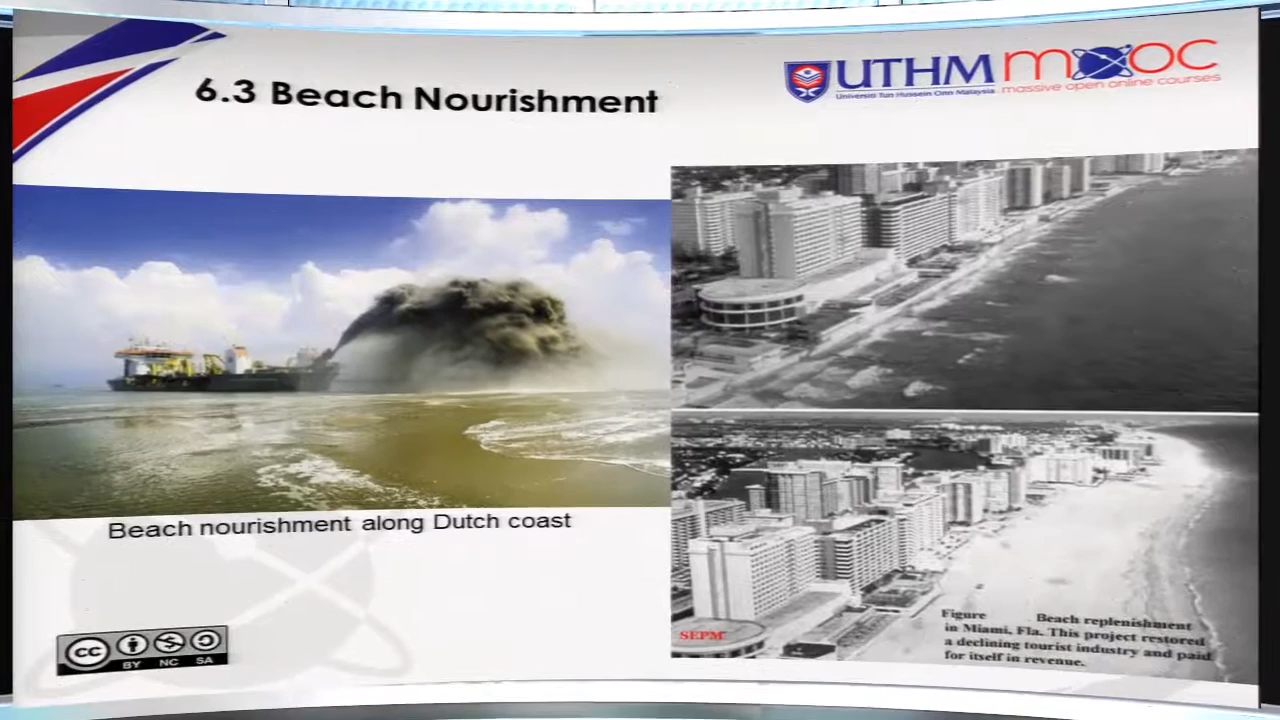 6.3 Beach Nourishment
UTHM
Universiti Tun Hussein Onn Malaysia
mooc
massive open online courses
Beach nourishment along Dutch coast
SEPM
Figure Beach replenishment
in Miami, Fla. This project restored
a declining tourist industry and paid
for itself in revenue.
cc
BY NC SA